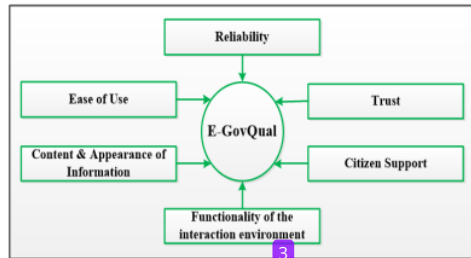 Reliability
Ease of Use
Trust
E-GovQual
Content & Appearance of
Information
Citizen Support
Functionality of the
interaction environment
3